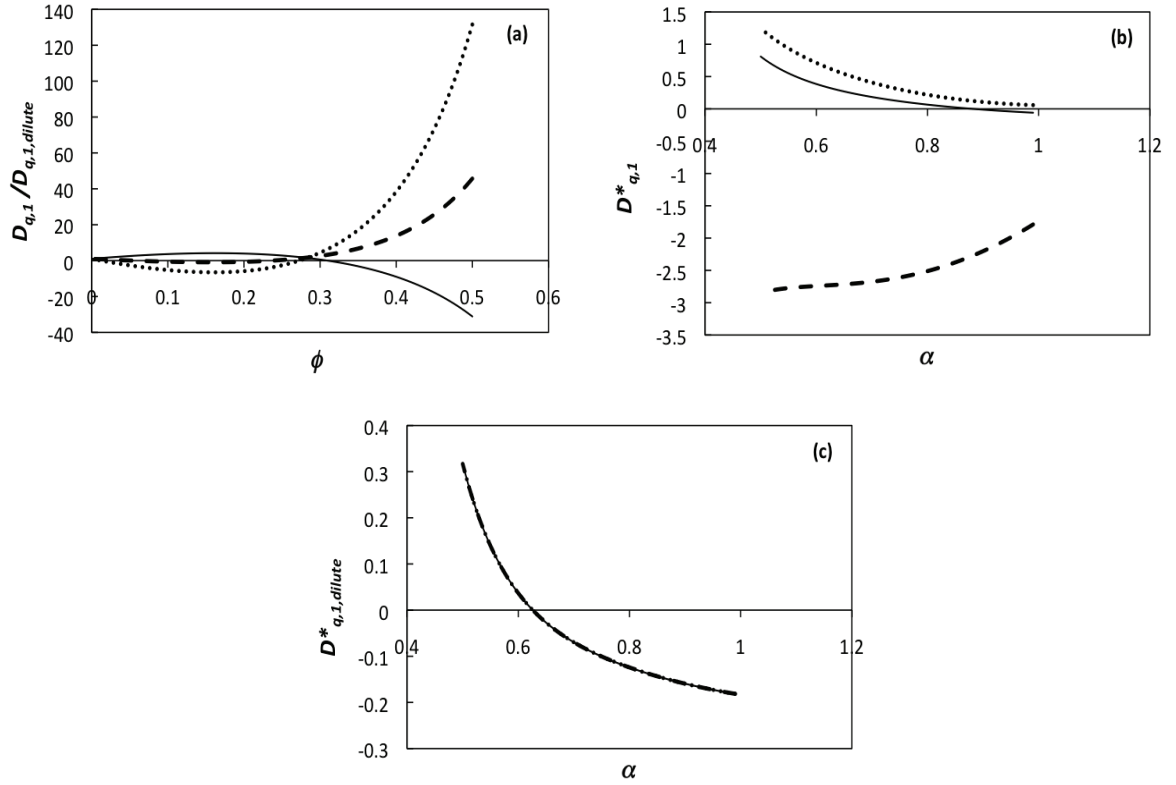 140
120
100
80
60
40
20
0
-20
-40
0 0.1 0.2 0.3 0.4 0.5 0.6
D_{q,1}/D_{q,1,dilute}
ϕ
(a)
1.5
1
0.5
0
-0.5
-1
-1.5
-2
-2.5
-3
-3.5
0.4 0.6 0.8 1 1.2
D*_{q,1}
α
(b)
0.4
0.3
0.2
0.1
0
-0.1
-0.2
-0.3
0.4 0.6 0.8 1 1.2
D*_{q,1,dilute}
α
(c)